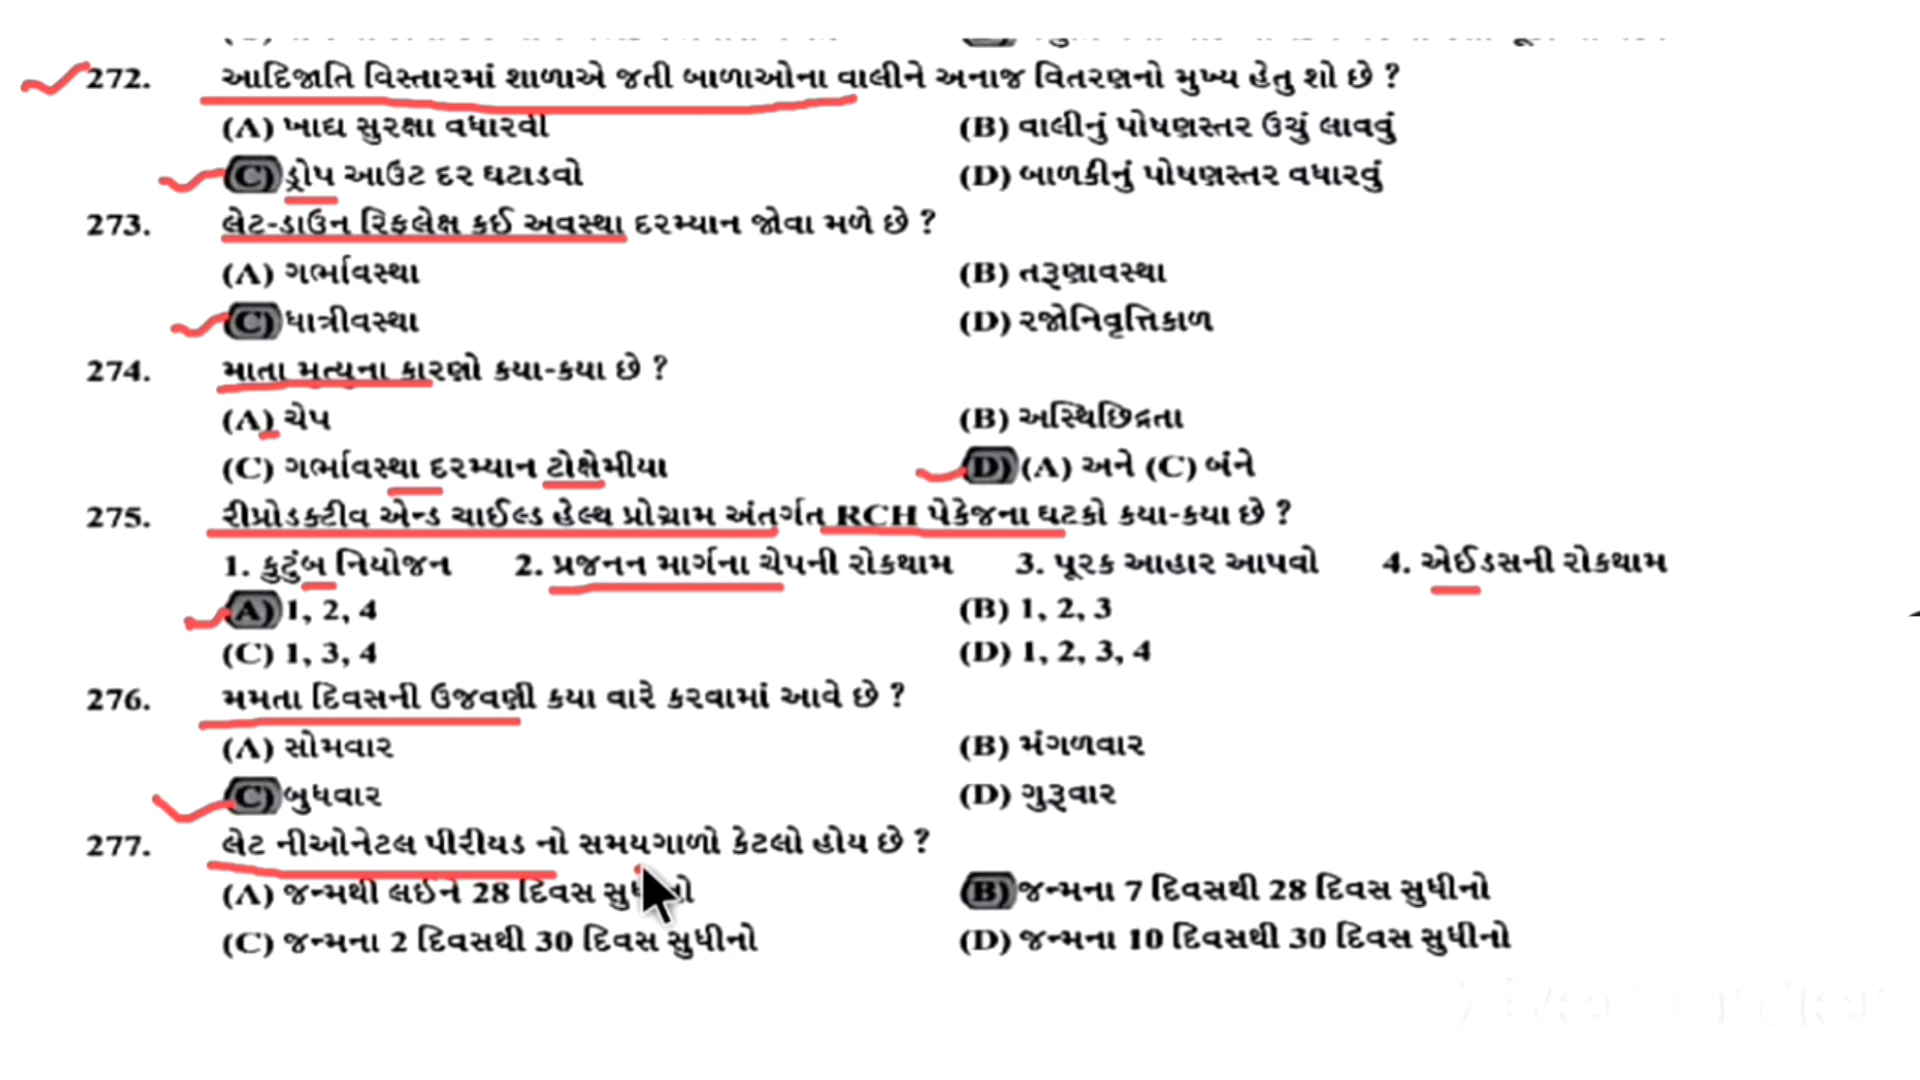 272. આદિજાતિ વિસ્તારમાં શાળાએ જતી બાળાઓના વાલીને અનાજ વિતરણનો મુખ્ય હેતુ શો છે ?
(A) ખાદ્ય સુરક્ષા વધારવી (B) વાલીનું પોષણસ્તર ઉંચું લાવવું
(C) ડ્રોપ આઉટ દર ઘટાડવો (D) બાળકીનું પોષણસ્તર વધારવું
273. લેટ-ડાઉન રિફલેક્ષ કઈ અવસ્થા દરમ્યાન જોવા મળે છે ?
(A) ગર્ભાવસ્થા (B) તરૂણાવસ્થા
(C) ધાત્રીવસ્થા (D) રજોનિવૃત્તિકાળ
274. માતા મત્યુના કારણો કયા-કયા છે ?
(A) ચેપ (B) અસ્થિછિદ્રતા
(C) ગર્ભાવસ્થા દરમ્યાન ટોક્ષેમીયા (D) (A) અને (C) બંને
275. રીપ્રોડક્ટીવ એન્ડ ચાઈલ્ડ હેલ્થ પ્રોગ્રામ અંતર્ગત RCH પેકેજના ઘટકો કયા-કયા છે ?
1. કુટુંબ નિયોજન 2. પ્રજનન માર્ગના ચેપની રોકથામ 3. પૂરક આહાર આપવો 4. એઈડસની રોકથામ
(A) 1, 2, 4 (B) 1, 2, 3
(C) 1, 3, 4 (D) 1, 2, 3, 4
276. મમતા દિવસની ઉજવણી કયા વારે કરવામાં આવે છે ?
(A) સોમવાર (B) મંગળવાર
(C) બુધવાર (D) ગુરૂવાર
277. લેટ નીઓનેટલ પીરીયડ નો સમયગાળો કેટલો હોય છે ?
(A) જન્મથી લઈને 28 દિવસ (B) જન્મના 7 દિવસથી 28 દિવસ સુધીનો
(C) જન્મના 2 દિવસથી 30 દિવસ સુધીનો (D) જન્મના 10 દિવસથી 30 દિવસ સુધીનો